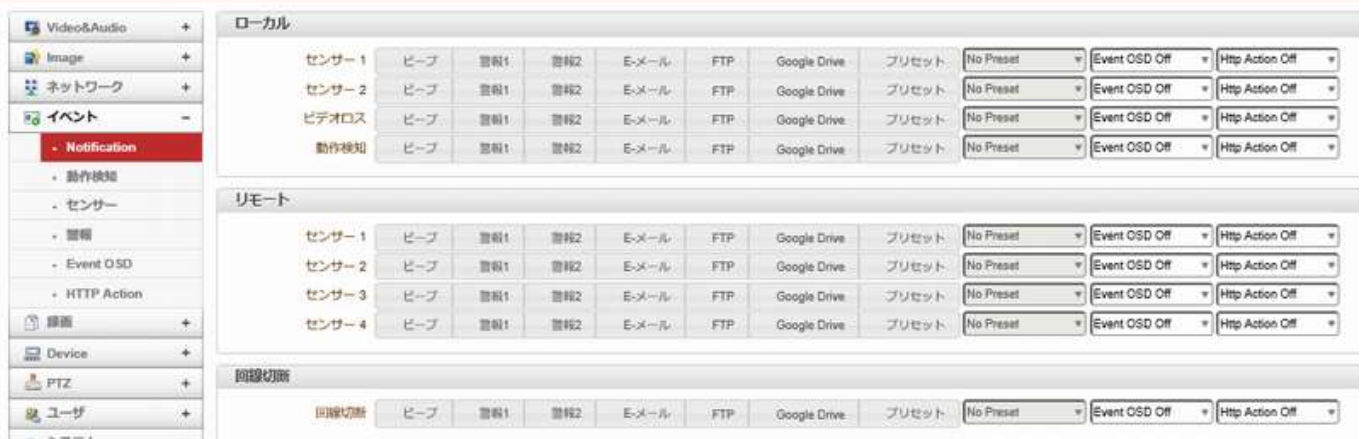 Video&Audio +
Image +
ネットワーク +
イベント -
Notification
動作検知
センサー
警報
Event OSD
HTTP Action
録画 +
Device +
PTZ +
ユーザ +
ローカル
センサー 1 ビープ 警報1 警報2 E-メール FTP Google Drive プリセット No Preset Event OSD Off Http Action Off
センサー 2 ビープ 警報1 警報2 E-メール FTP Google Drive プリセット No Preset Event OSD Off Http Action Off
ビデオロス ビープ 警報1 警報2 E-メール FTP Google Drive プリセット No Preset Event OSD Off Http Action Off
動作検知 ビープ 警報1 警報2 E-メール FTP Google Drive プリセット No Preset Event OSD Off Http Action Off
リモート
センサー 1 ビープ 警報1 警報2 E-メール FTP Google Drive プリセット No Preset Event OSD Off Http Action Off
センサー 2 ビープ 警報1 警報2 E-メール FTP Google Drive プリセット No Preset Event OSD Off Http Action Off
センサー 3 ビープ 警報1 警報2 E-メール FTP Google Drive プリセット No Preset Event OSD Off Http Action Off
センサー 4 ビープ 警報1 警報2 E-メール FTP Google Drive プリセット No Preset Event OSD Off Http Action Off
回線切断
回線切断 ビープ 警報1 警報2 E-メール FTP Google Drive プリセット No Preset Event OSD Off Http Action Off